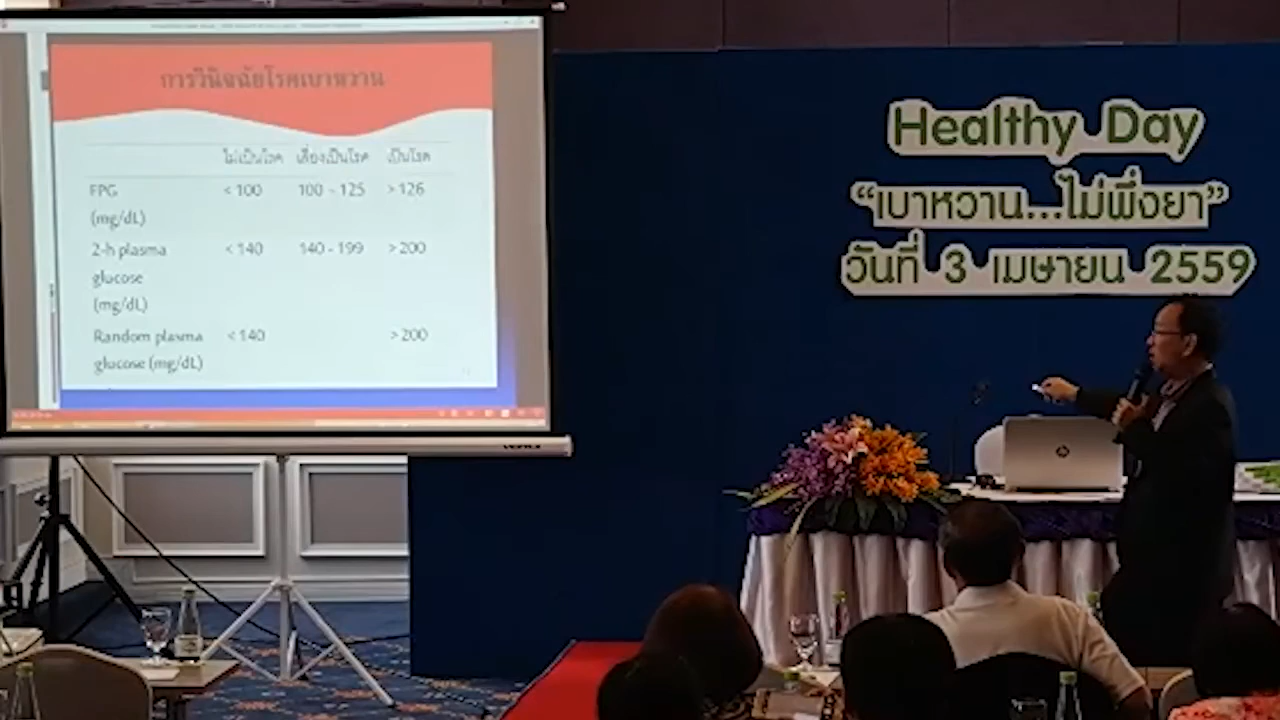 การวินิจฉัยโรคเบาหวาน
ไม่เป็นโรค เสี่ยงเป็นโรค เป็นโรค
FPG < 100 100 - 125 > 126
(mg/dL)
2-h plasma < 140 140 - 199 > 200
glucose
(mg/dL)
Random plasma < 140 > 200
glucose (mg/dL)
Healthy Day
“เบาหวาน...ไม่พึ่งยา”
วันที่ 3 เมษายน 2559
hp